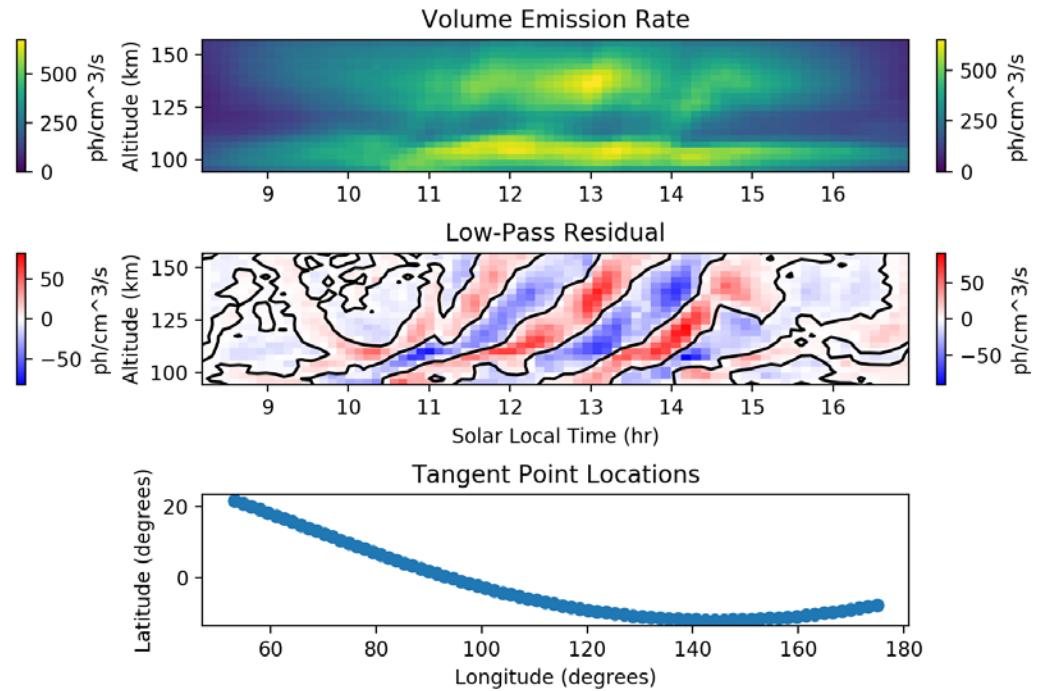 Volume Emission Rate
500
250
0
ph/cm^3/s
Altitude (km)
150
125
100
9 10 11 12 13 14 15 16
500
250
0
ph/cm^3/s
Low-Pass Residual
50
0
−50
ph/cm^3/s
Altitude (km)
150
125
100
9 10 11 12 13 14 15 16
Solar Local Time (hr)
50
0
−50
ph/cm^3/s
Tangent Point Locations
Latitude (degrees)
20
0
60 80 100 120 140 160 180
Longitude (degrees)